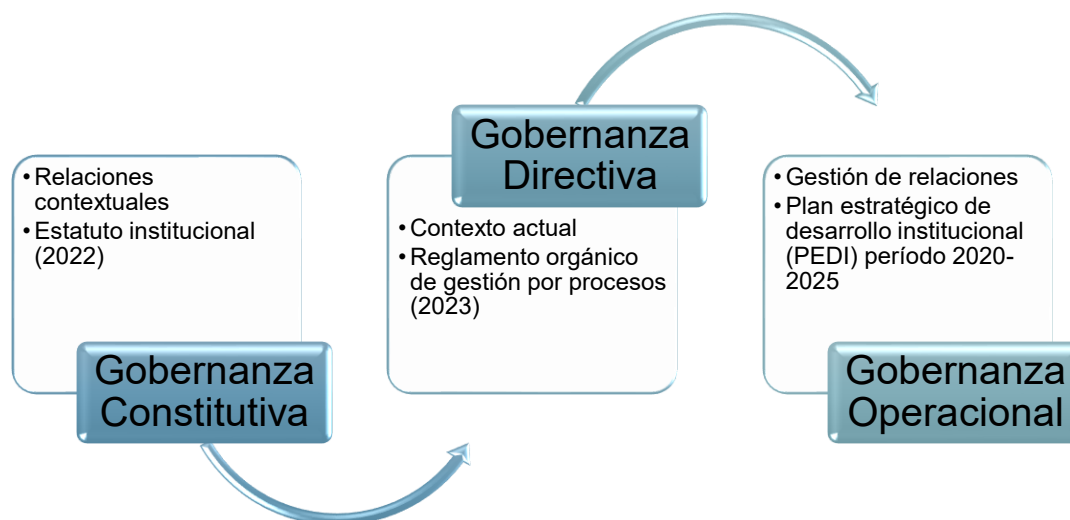 • Relaciones
contextuales
• Estatuto institucional
(2022)
Gobernanza
Constitutiva
Gobernanza
Directiva
• Contexto actual
• Reglamento orgánico
de gestión por procesos
(2023)
• Gestión de relaciones
• Plan estratégico de
desarrollo institucional
(PEDI) período 2020-
2025
Gobernanza
Operacional